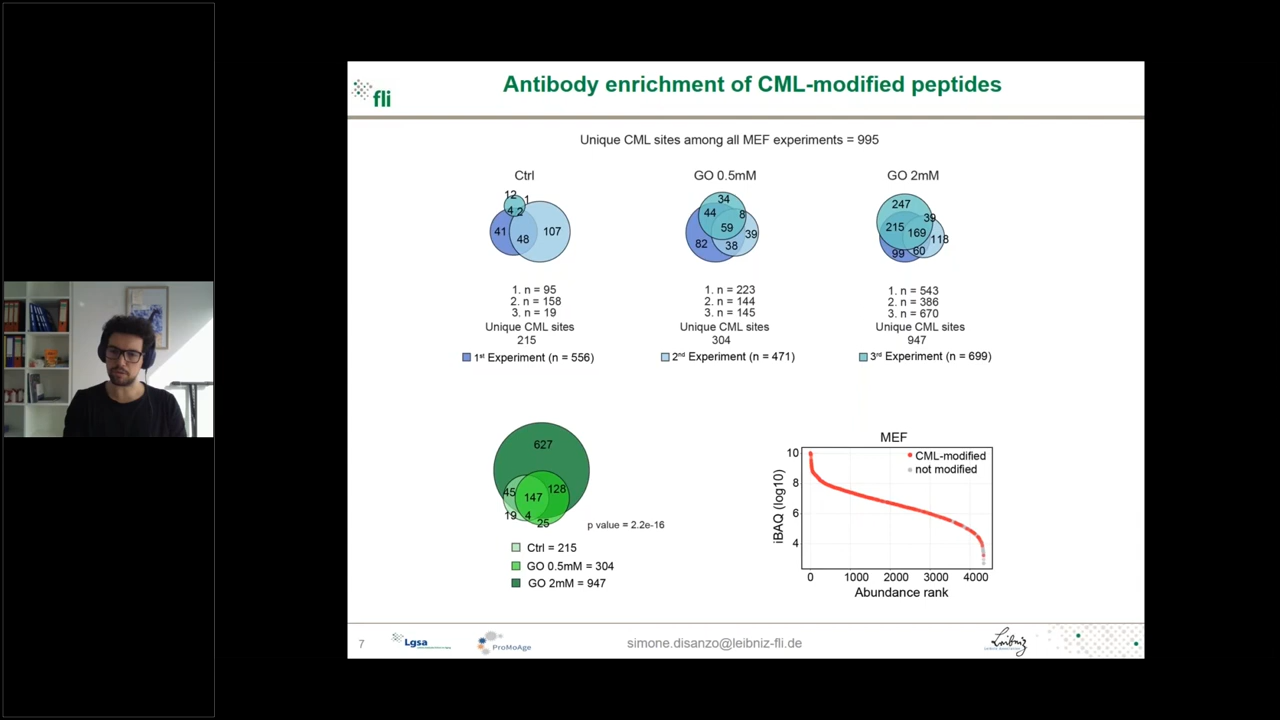 fli
Antibody enrichment of CML-modified peptides
Unique CML sites among all MEF experiments = 995
Ctrl
12
1
4
2
41
48
107
1. n = 95
2. n = 158
3. n = 19
Unique CML sites
215
1st Experiment (n = 556)
GO 0.5mM
34
44
8
59
39
82
38
1. n = 223
2. n = 144
3. n = 145
Unique CML sites
304
2nd Experiment (n = 471)
GO 2mM
247
39
215
169
118
99
60
1. n = 543
2. n = 386
3. n = 670
Unique CML sites
947
3rd Experiment (n = 699)
627
45
147
128
19
4
25
p value = 2.2e-16
Ctrl = 215
GO 0.5mM = 304
GO 2mM = 947
MEF
CML-modified
not modified
iBAQ (log10)
10
8
6
4
0 1000 2000 3000 4000
Abundance rank
7
Lgsa
ProMoAge
simone.disanzo@leibniz-fli.de
Leibniz